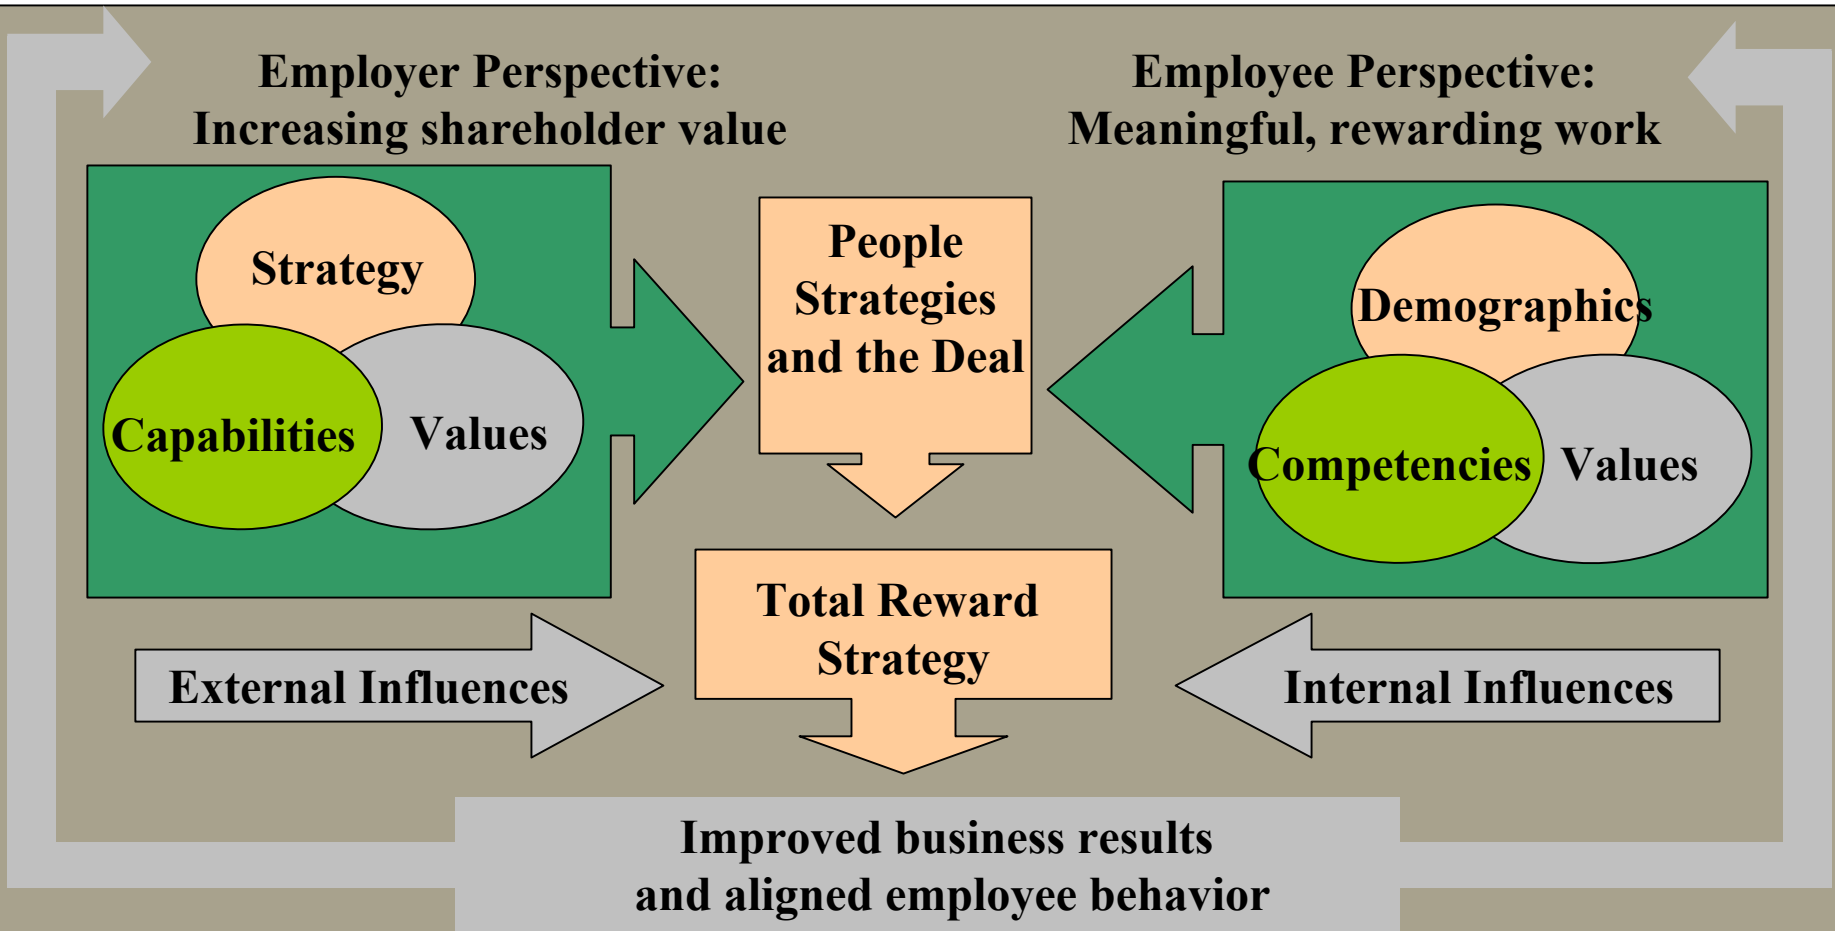 Employer Perspective:
Increasing shareholder value
Employee Perspective:
Meaningful, rewarding work
Strategy
Capabilities
Values
People
Strategies
and the Deal
Demographics
Competencies
Values
Total Reward
Strategy
External Influences
Internal Influences
Improved business results
and aligned employee behavior